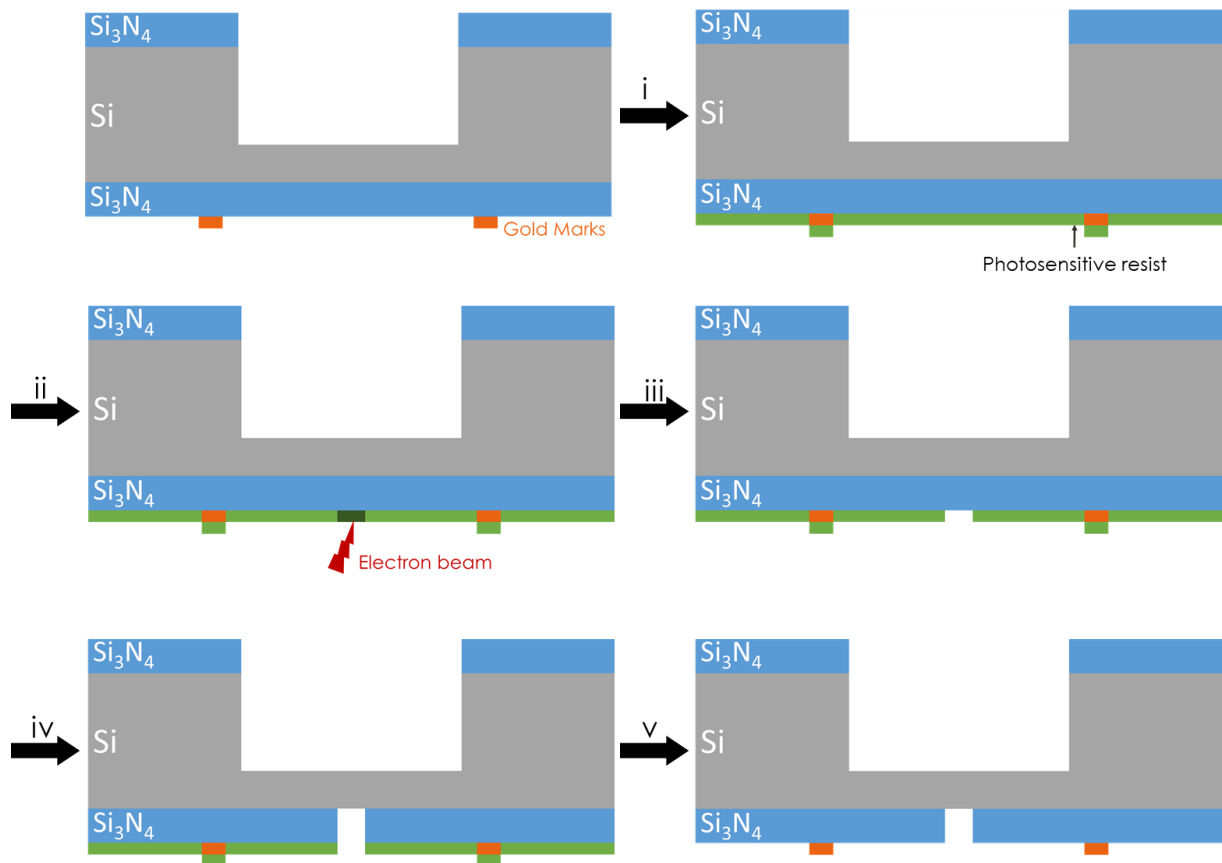 Si₃N₄
Si
Si₃N₄
Gold Marks
i
Si₃N₄
Si
Si₃N₄
Photosensitive resist
ii
Si₃N₄
Si
Si₃N₄
Electron beam
iii
Si₃N₄
Si
Si₃N₄
iv
Si₃N₄
Si
Si₃N₄
v
Si₃N₄
Si
Si₃N₄